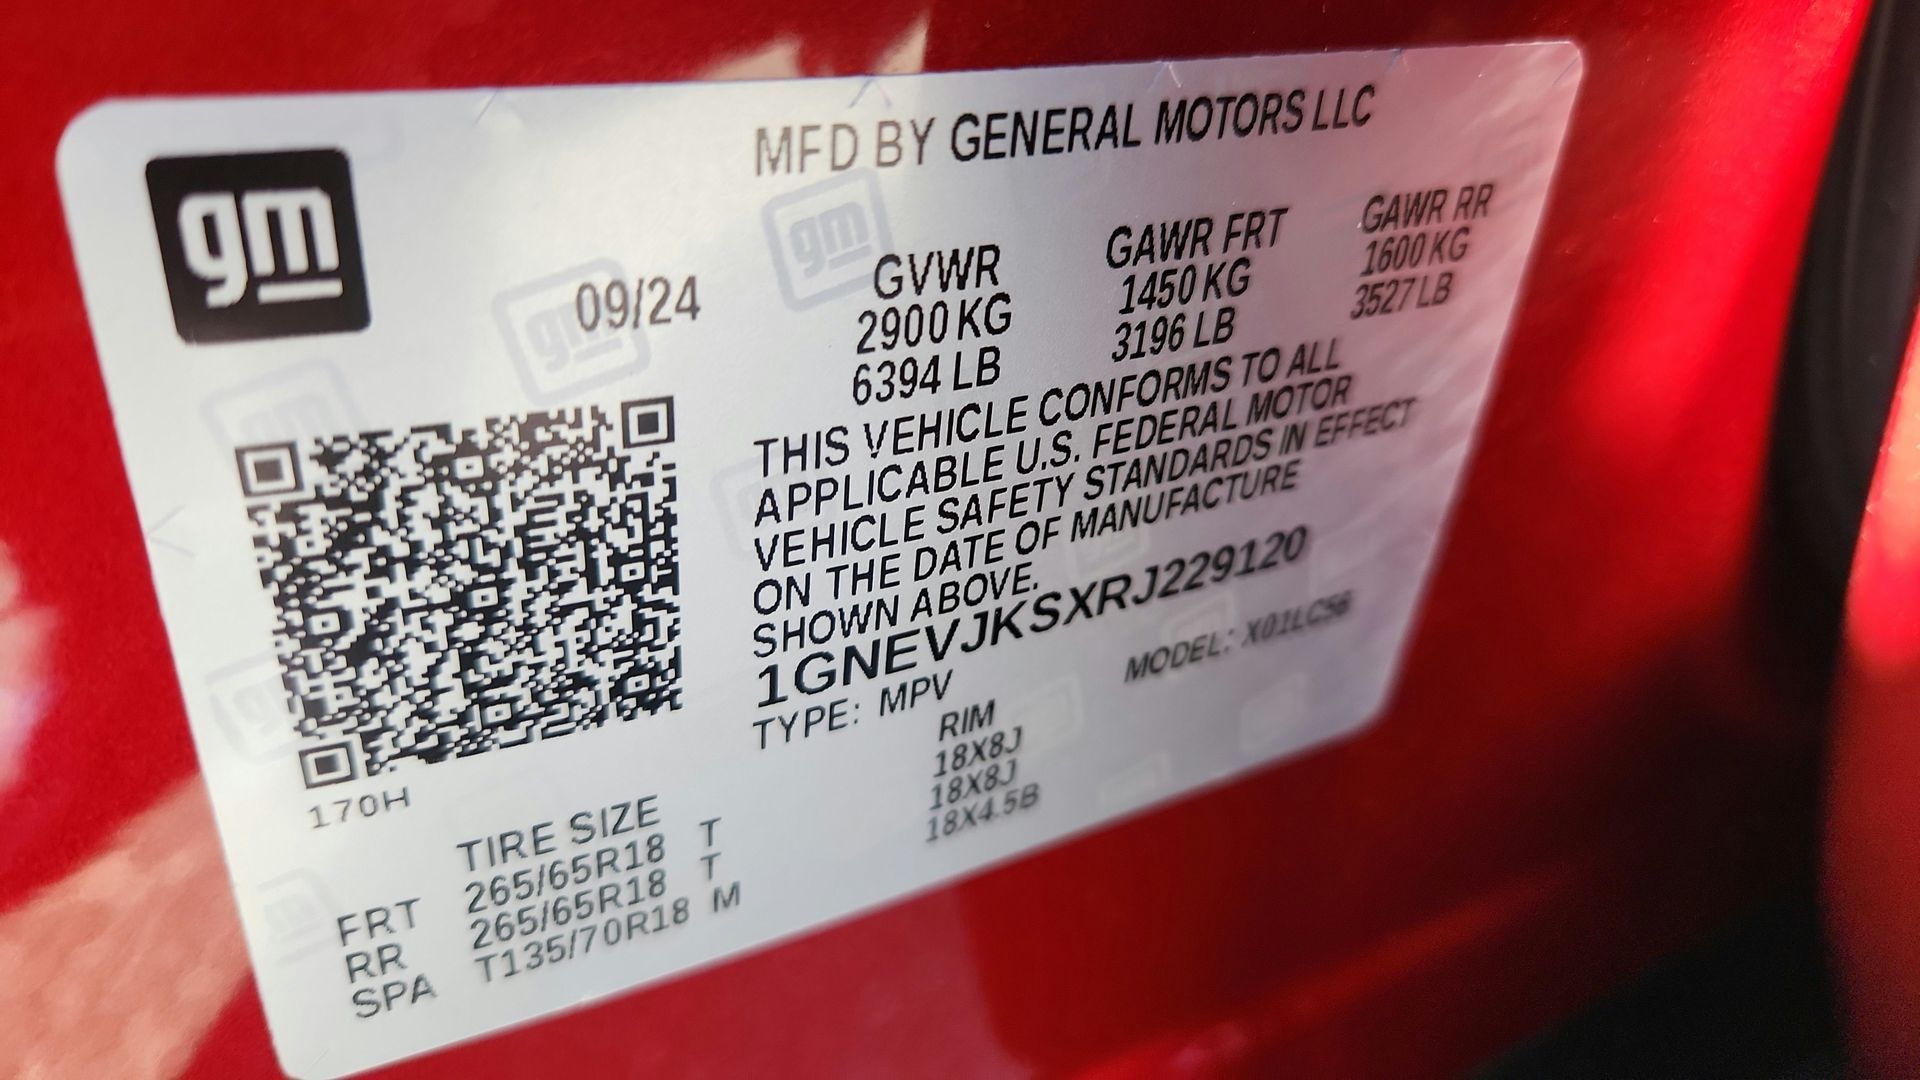 gm
MFD BY GENERAL MOTORS LLC
09/24
GVWR
2900 KG
6394 LB
GAWR FRT
1450 KG
3196 LB
GAWR RR
1600 KG
3527 LB
THIS VEHICLE CONFORMS TO ALL
APPLICABLE U.S. FEDERAL MOTOR
VEHICLE SAFETY STANDARDS IN EFFECT
ON THE DATE OF MANUFACTURE
SHOWN ABOVE.
1GNEVJKSXRJ229120
TYPE: MPV MODEL: X01LC56
170H
TIRE SIZE RIM
FRT 265/65R18 T 18X8J
RR 265/65R18 T 18X8J
SPA T135/70R18 M 18X4.5B